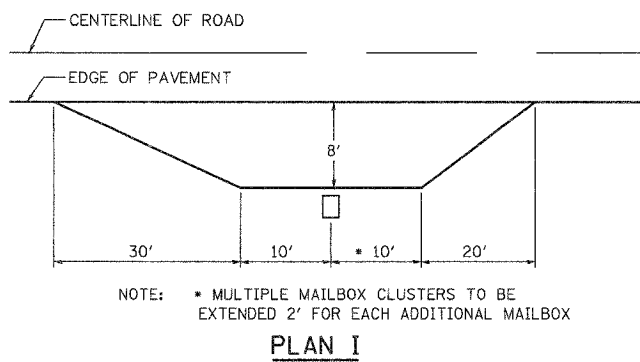 CENTERLINE OF ROAD
EDGE OF PAVEMENT
8'
30' 10' * 10' 20'
NOTE: * MULTIPLE MAILBOX CLUSTERS TO BE
EXTENDED 2' FOR EACH ADDITIONAL MAILBOX
PLAN I